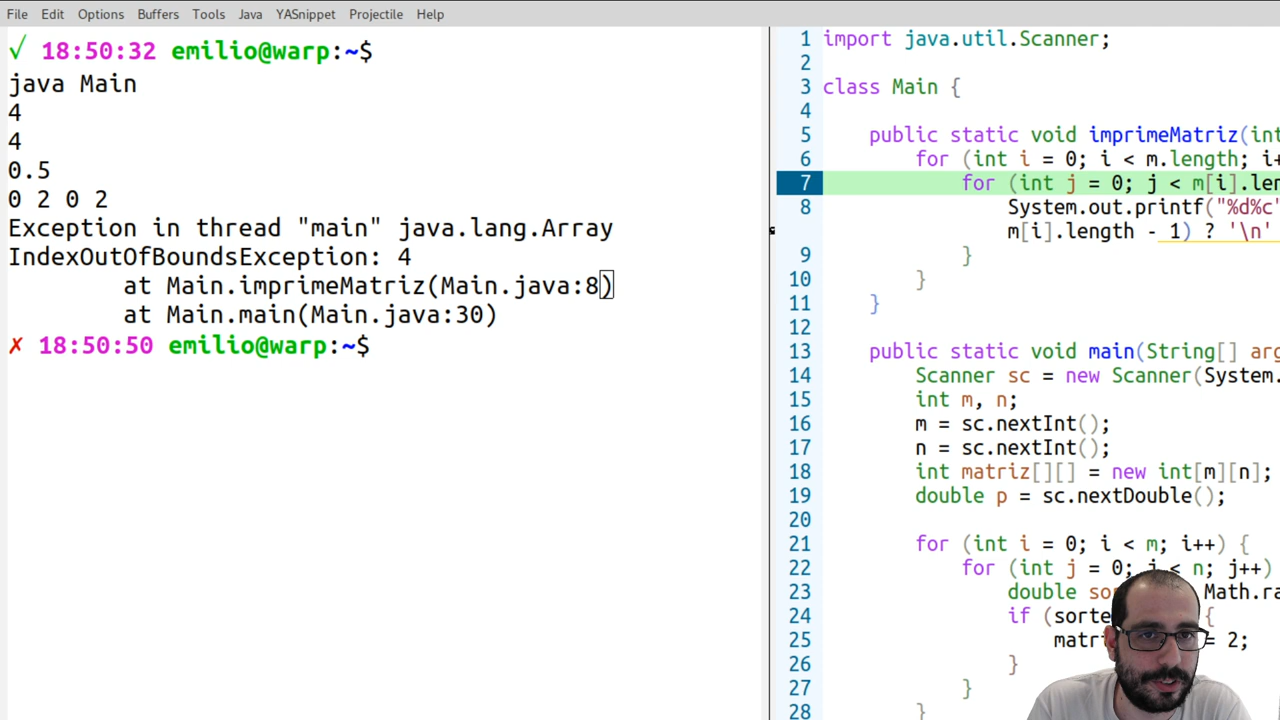 File Edit Options Buffers Tools Java YASnippet Projectile Help
✓ 18:50:32 emilio@warp:~$
java Main
4
4
0.5
0 2 0 2
Exception in thread "main" java.lang.Array
IndexOutOfBoundsException: 4
at Main.imprimeMatriz(Main.java:8)
at Main.main(Main.java:30)
✗ 18:50:50 emilio@warp:~$
1 import java.util.Scanner;
2
3 class Main {
4
5 public static void imprimeMatriz(int
6 for (int i = 0; i < m.length; i+
7 for (int j = 0; j < m[i].len
8 System.out.printf("%d%c"
m[i].length - 1) ? '\n'
9 }
10 }
11 }
12
13 public static void main(String[] arg
14 Scanner sc = new Scanner(System.
15 int m, n;
16 m = sc.nextInt();
17 n = sc.nextInt();
18 int matriz[][] = new int[m][n];
19 double p = sc.nextDouble();
20
21 for (int i = 0; i < m; i++) {
22 for (int j = 0; j < n; j++)
23 double so Math.ra
24 if (sorte {
25 matri = 2;
26 }
27 }
28 }